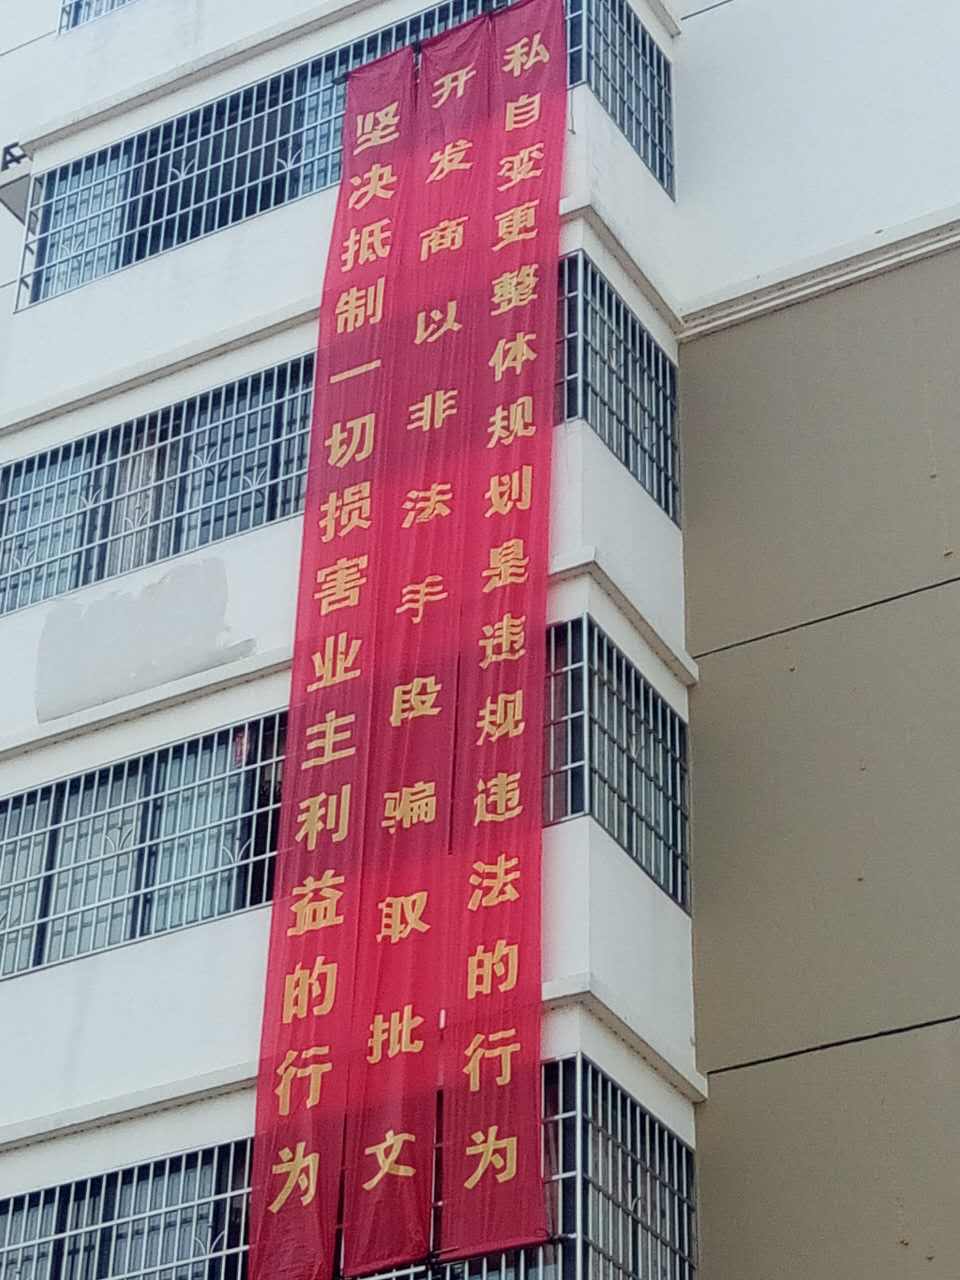 私自变更整体规划是违规违法的行为
开发商以非法手段骗取批文
坚决抵制一切损害业主利益的行为